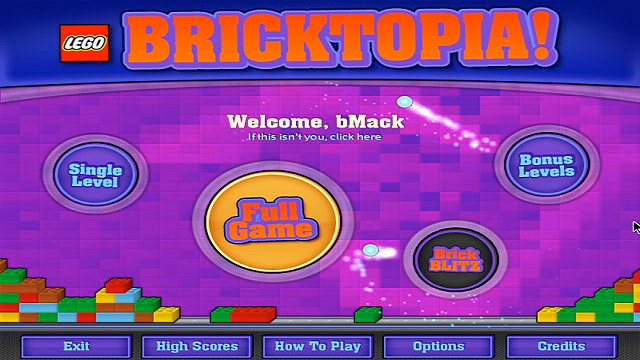 LEGO
BRICKTOPIA!
Welcome, bMack
If this isn't you, click here
Single
Level
Bonus
Levels
Full
Game
Brick
BLITZ
Exit
High Scores
How To Play
Options
Credits